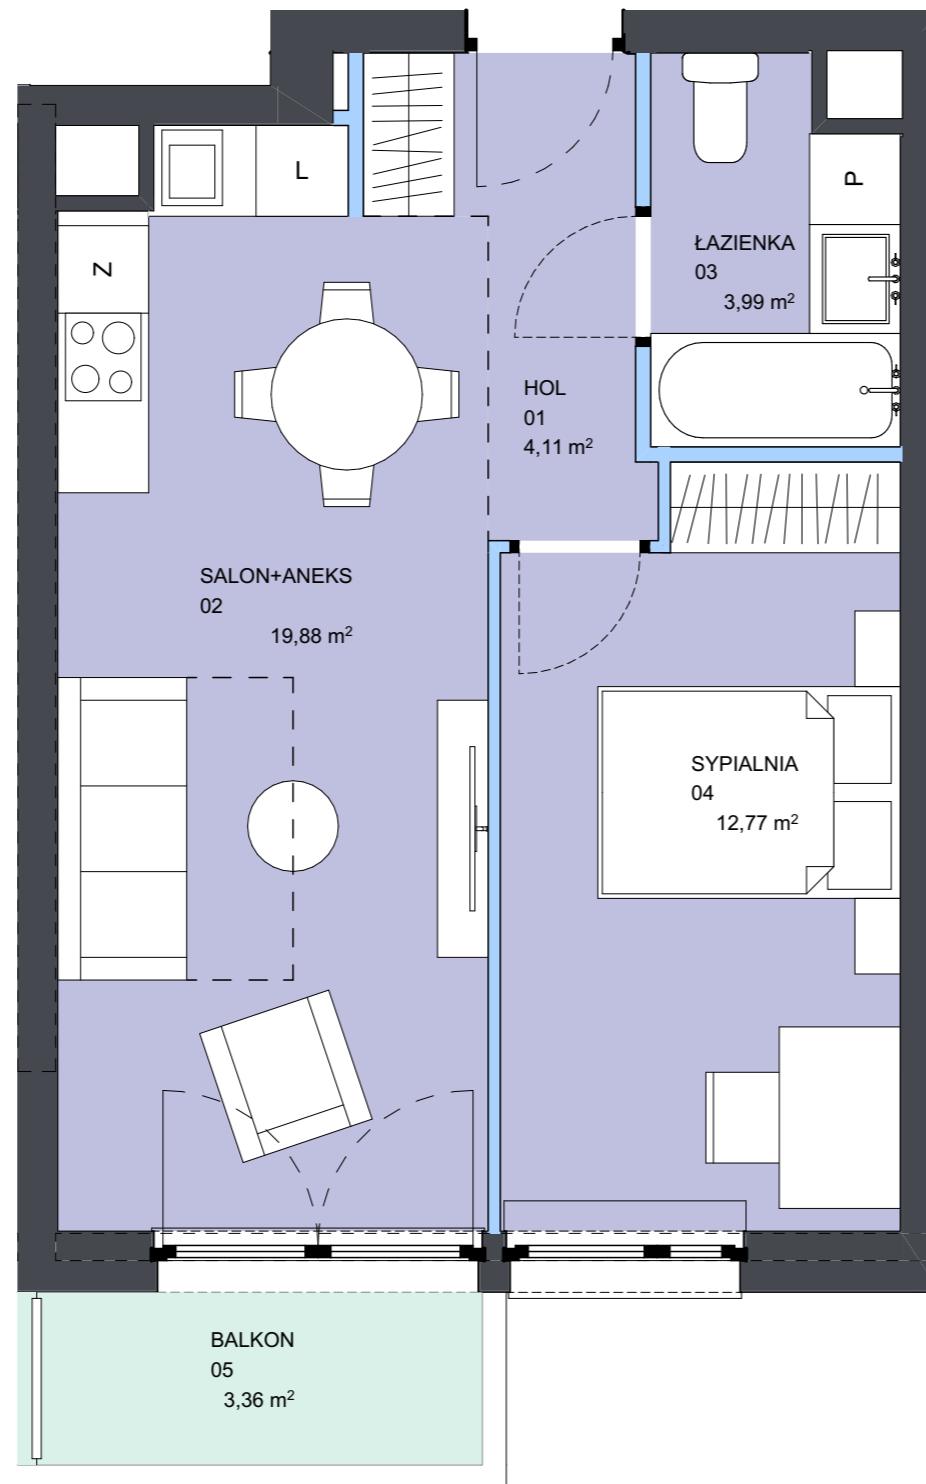 L
P
Z
ŁAZIENKA
03
3,99 m²
HOL
01
4,11 m²
SALON+ANEKS
02
19,88 m²
SYPIALNIA
04
12,77 m²
BALKON
05
3,36 m²